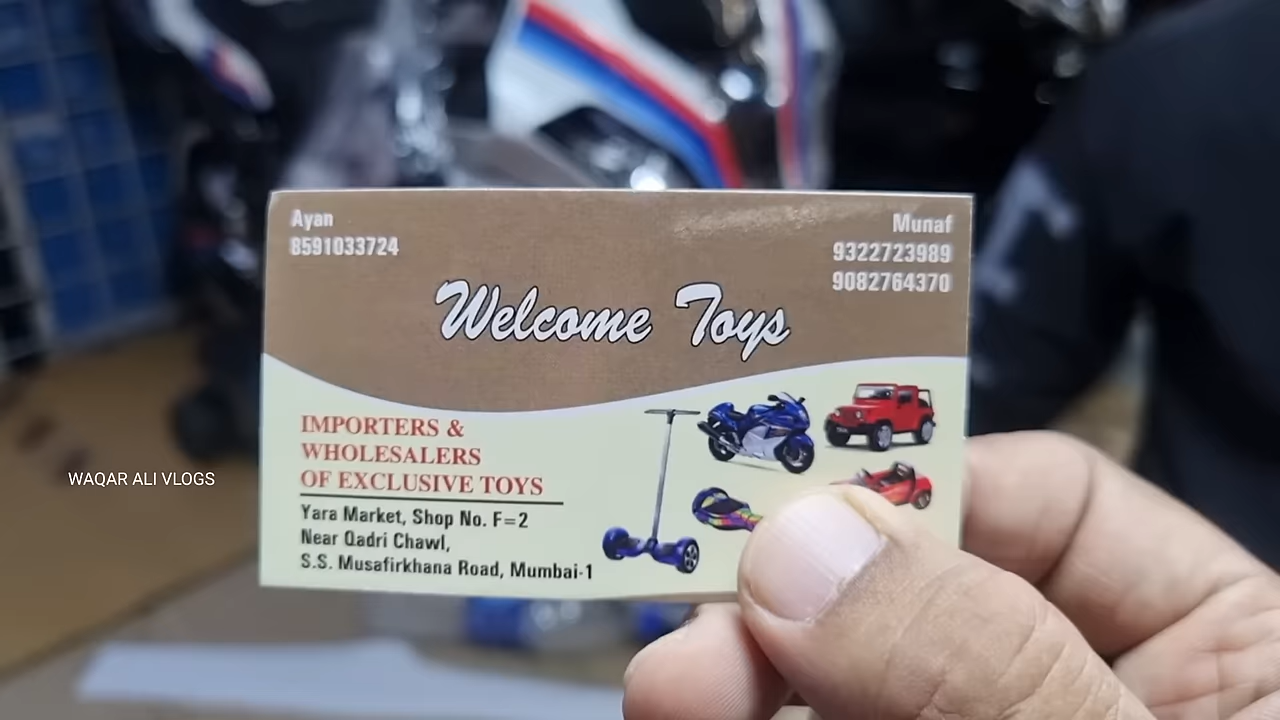 Ayan
8591033724
Munaf
9322723989
9082764370
Welcome Toys
IMPORTERS &
WHOLESALERS
OF EXCLUSIVE TOYS
Yara Market, Shop No. F=2
Near Qadri Chawl,
S.S. Musafirkhana Road, Mumbai-1
WAQAR ALI VLOGS